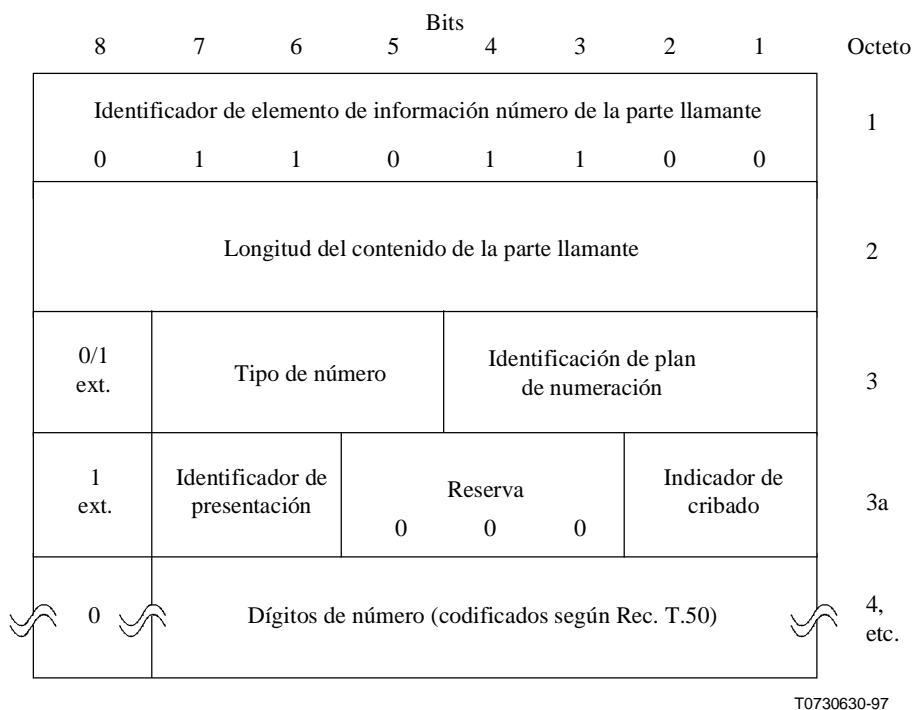 Bits
8 7 6 5 4 3 2 1 Octeto
Identificador de elemento de información número de la parte llamante
0 1 1 0 1 1 0 0
1
Longitud del contenido de la parte llamante
2
0/1
ext.
Tipo de número
Identificación de plan
de numeración
3
1
ext.
Identificador de
presentación
Reserva
0 0 0
Indicador de
cribado
3a
0
Dígitos de número (codificados según Rec. T.50)
4,
etc.
T0730630-97